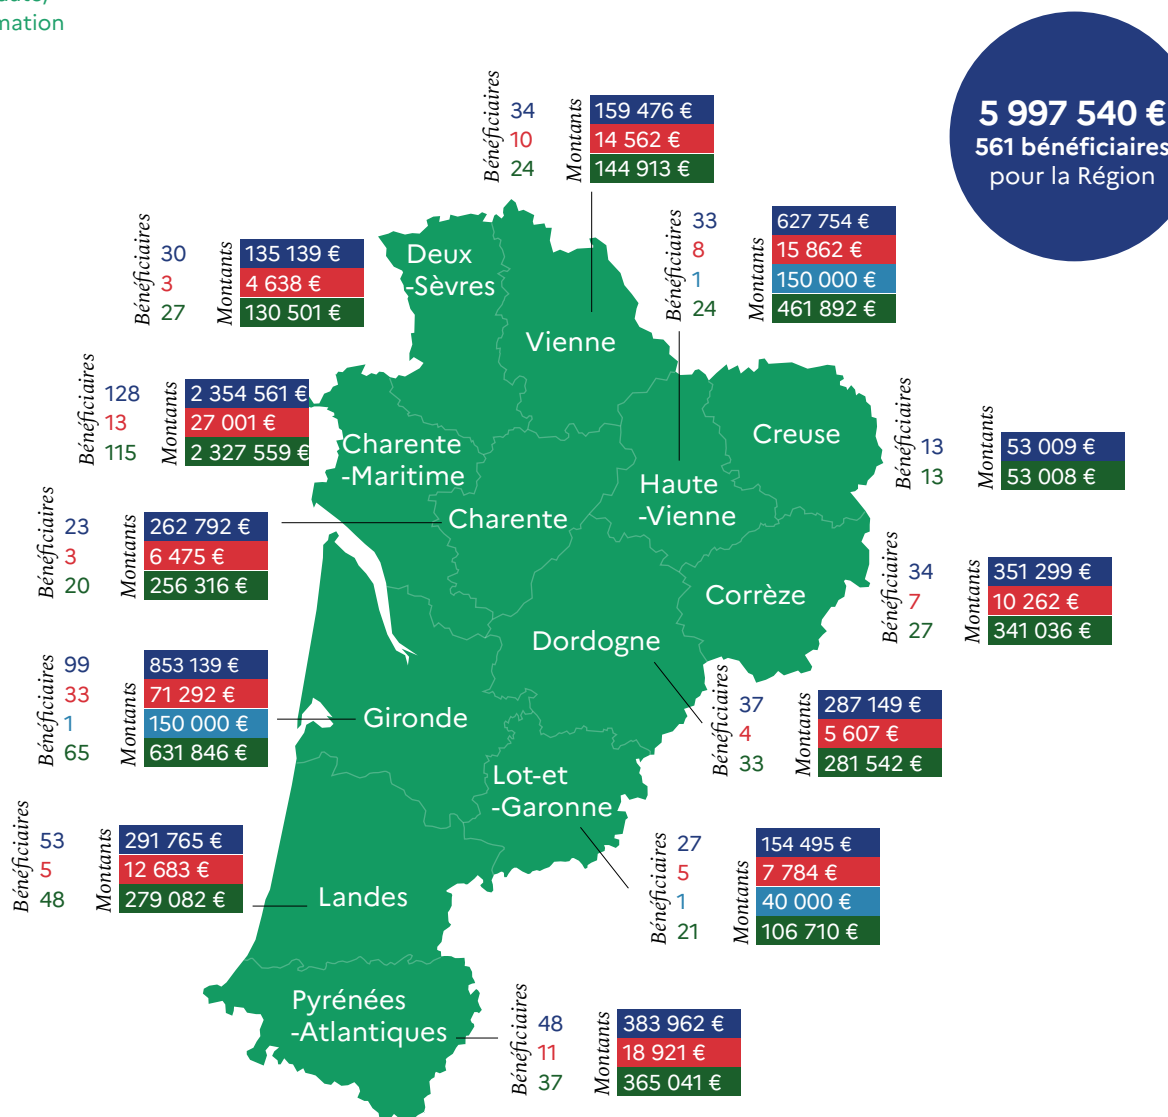 mation
5 997 540 €
561 bénéficiaires
pour la Région
Bénéficiaires
34
10
24
Montants
159 476 €
14 562 €
144 913 €
Bénéficiaires
33
8
1
24
Montants
627 754 €
15 862 €
150 000 €
461 892 €
Bénéficiaires
30
3
27
Montants
135 139 €
4 638 €
130 501 €
Deux
-Sèvres
Vienne
Bénéficiaires
128
13
115
Montants
2 354 561 €
27 001 €
2 327 559 €
Charente
-Maritime
Creuse
Bénéficiaires
13
13
Montants
53 009 €
53 008 €
Haute
-Vienne
Bénéficiaires
23
3
20
Montants
262 792 €
6 475 €
256 316 €
Charente
Corrèze
Bénéficiaires
34
7
27
Montants
351 299 €
10 262 €
341 036 €
Dordogne
Bénéficiaires
99
33
1
65
Montants
853 139 €
71 292 €
150 000 €
631 846 €
Gironde
Bénéficiaires
37
4
33
Montants
287 149 €
5 607 €
281 542 €
Lot-et
-Garonne
Bénéficiaires
53
5
48
Montants
291 765 €
12 683 €
279 082 €
Landes
Bénéficiaires
27
5
1
21
Montants
154 495 €
7 784 €
40 000 €
106 710 €
Pyrénées
-Atlantiques
Bénéficiaires
48
11
37
Montants
383 962 €
18 921 €
365 041 €